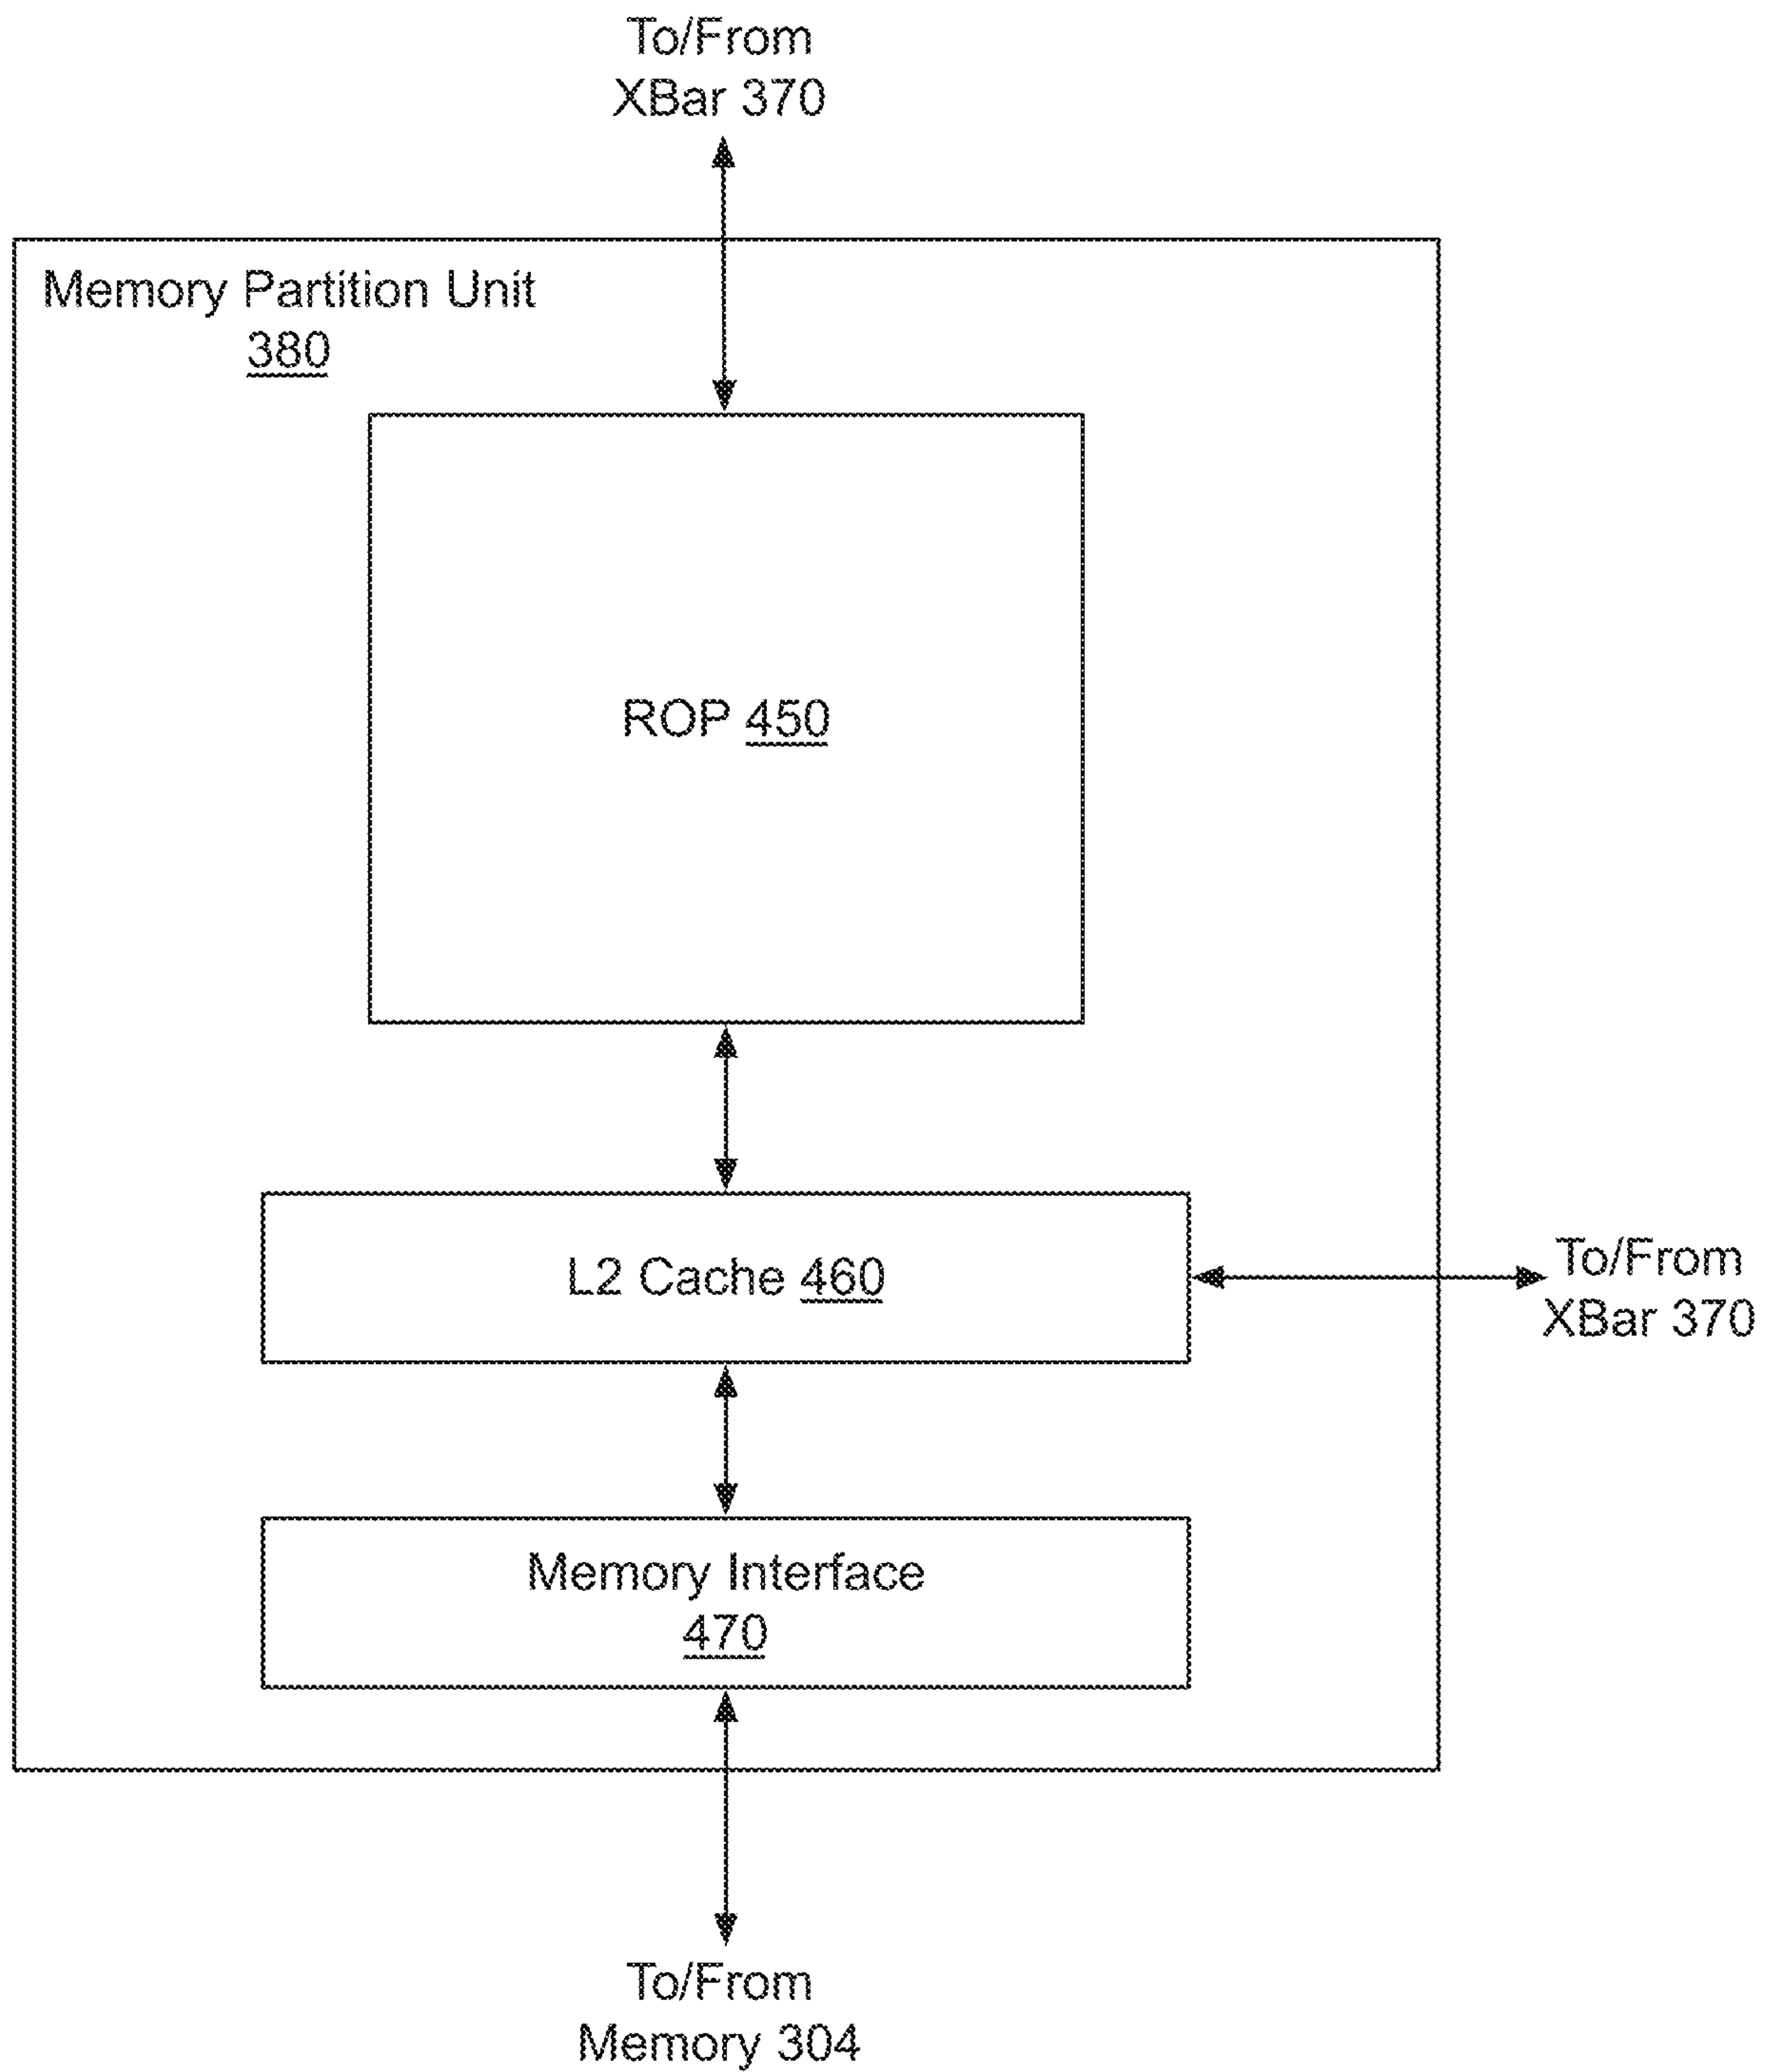 To/From
XBar 370
Memory Partition Unit
380
ROP 450
L2 Cache 460
To/From
XBar 370
Memory Interface
470
To/From
Memory 304